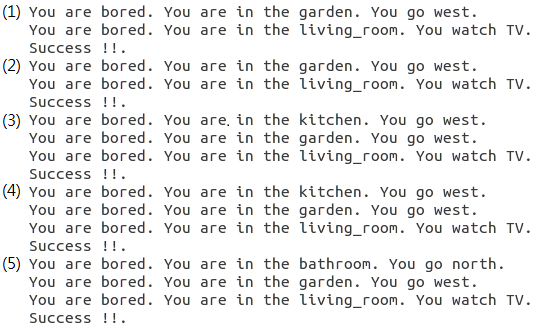 (1) You are bored. You are in the garden. You go west.
You are bored. You are in the living_room. You watch TV.
Success !!.
(2) You are bored. You are in the garden. You go west.
You are bored. You are in the living_room. You watch TV.
Success !!.
(3) You are bored. You are. in the kitchen. You go west.
You are bored. You are in the garden. You go west.
You are bored. You are in the living_room. You watch TV.
Success !!.
(4) You are bored. You are in the kitchen. You go west.
You are bored. You are in the garden. You go west.
You are bored. You are in the living_room. You watch TV.
Success !!.
(5) You are bored. You are in the bathroom. You go north.
You are bored. You are in the garden. You go west.
You are bored. You are in the living_room. You watch TV.
Success !!.